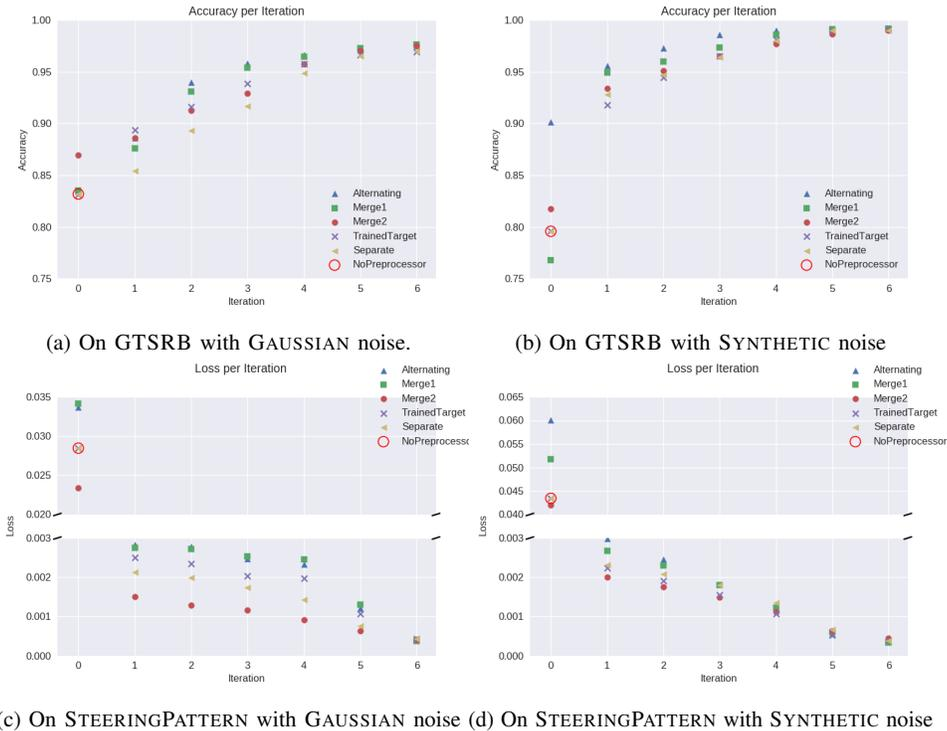 Accuracy per Iteration
1.00
0.95
0.90
0.85
0.80
0.75
Accuracy
0 1 2 3 4 5 6
Iteration
Alternating
Merge1
Merge2
TrainedTarget
Separate
NoPreprocessor
(a) On GTSRB with GAUSSIAN noise.
Accuracy per Iteration
1.00
0.95
0.90
0.85
0.80
0.75
Accuracy
0 1 2 3 4 5 6
Iteration
Alternating
Merge1
Merge2
TrainedTarget
Separate
NoPreprocessor
(b) On GTSRB with SYNTHETIC noise
Loss per Iteration
Alternating
Merge1
Merge2
TrainedTarget
Separate
NoPreprocessc
0.035
0.030
0.025
0.020
0.003
0.002
0.001
0.000
Loss
0 1 2 3 4 5 6
Iteration
(c) On STEERINGPATTERN with GAUSSIAN noise
Loss per Iteration
Alternating
Merge1
Merge2
TrainedTarget
Separate
NoPreprocessor
0.065
0.060
0.055
0.050
0.045
0.040
0.003
0.002
0.001
0.000
Loss
0 1 2 3 4 5 6
Iteration
(d) On STEERINGPATTERN with SYNTHETIC noise